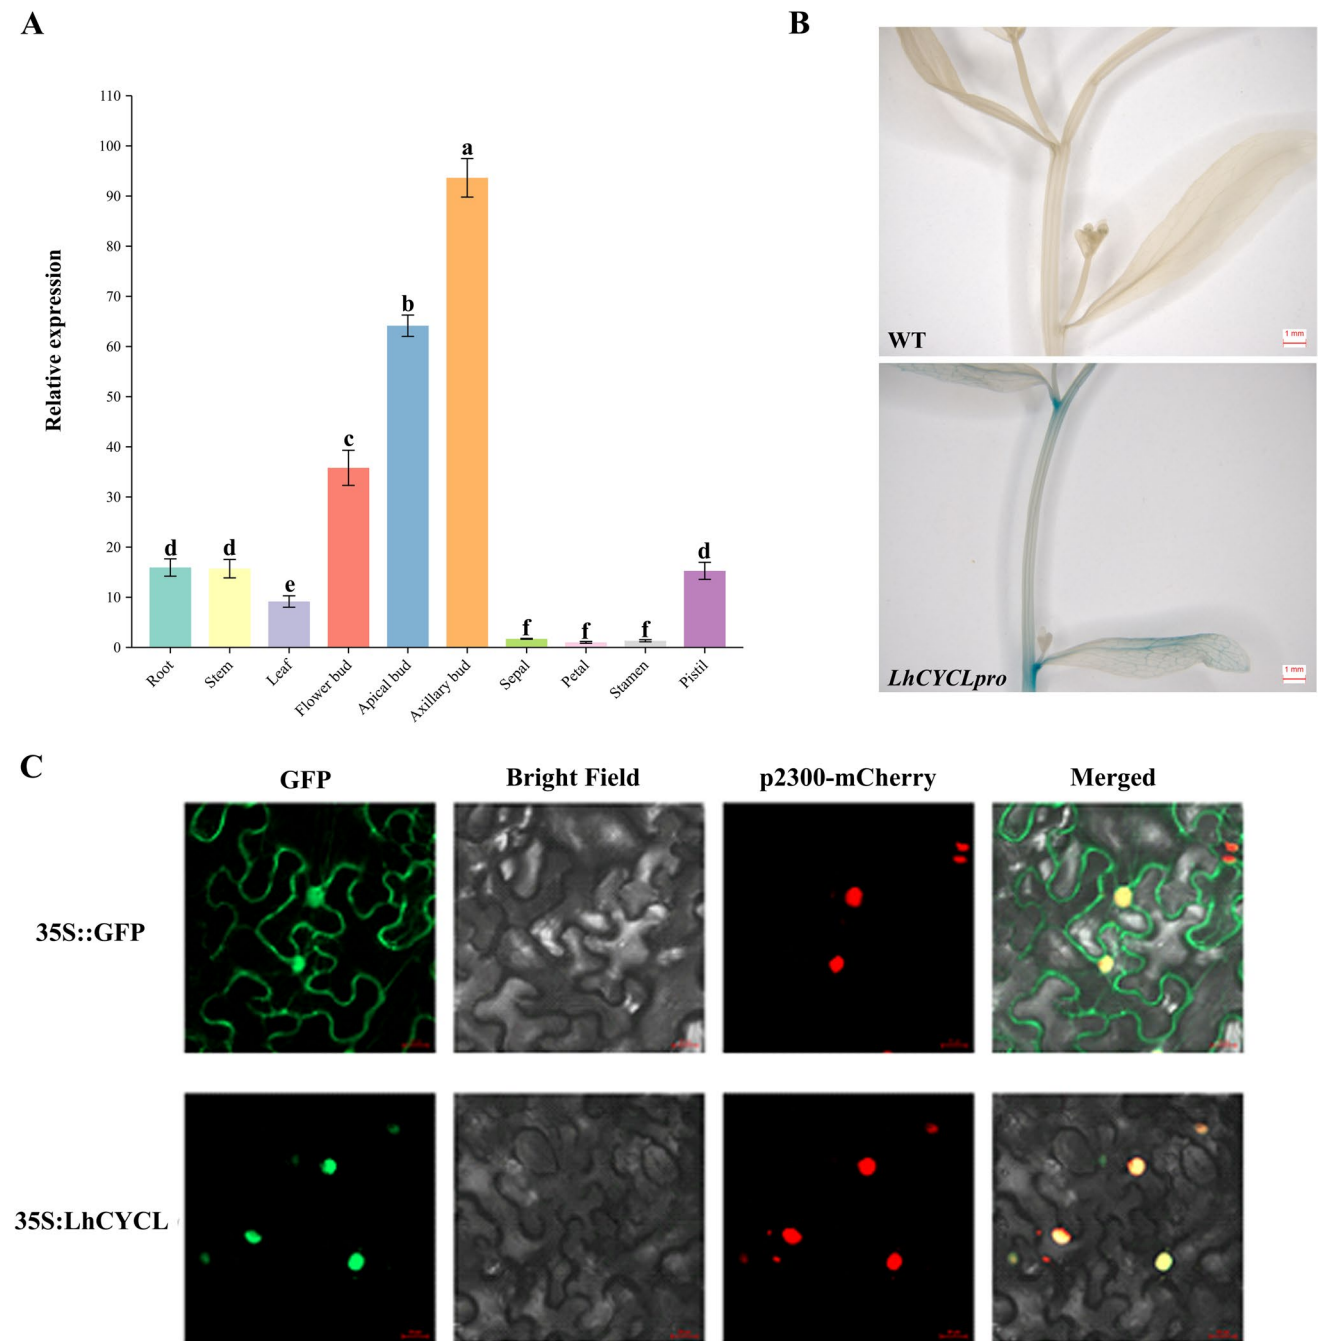 A
B
110
100
90
80
70
60
50
40
30
20
10
0
Relative expression
d
d
e
c
b
a
f
f
f
d
Root
Stem
Leaf
Flower bud
Apical bud
Axillary bud
Sepal
Petal
Stamen
Pistil
WT
1 mm
LhCYCLpro
1 mm
C
GFP
Bright Field
p2300-mCherry
Merged
35S::GFP
35S:LhCYCL